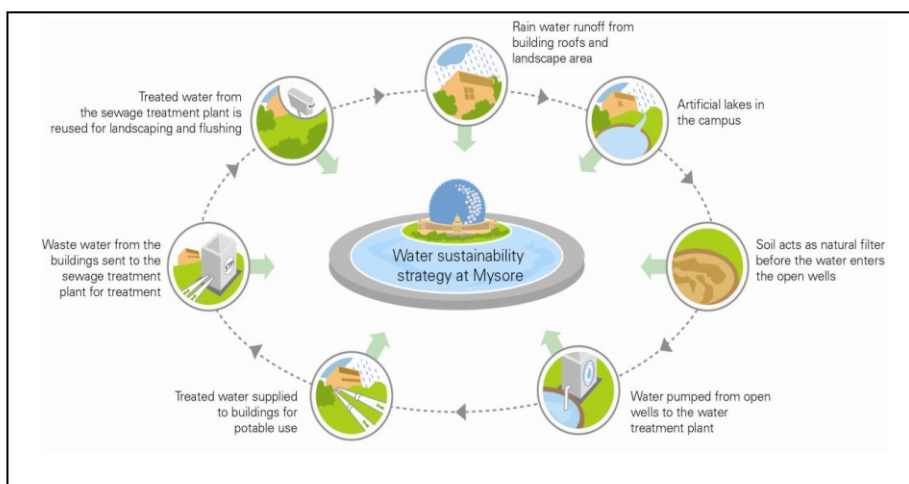 Rain water runoff from
building roofs and
landscape area
Artificial lakes in
the campus
Soil acts as natural filter
before the water enters
the open wells
Water pumped from open
wells to the water
treatment plant
Treated water supplied
to buildings for
potable use
Waste water from the
buildings sent to the
sewage treatment
plant for treatment
Treated water from
the sewage treatment plant is
reused for landscaping and flushing
Water sustainability
strategy at Mysore